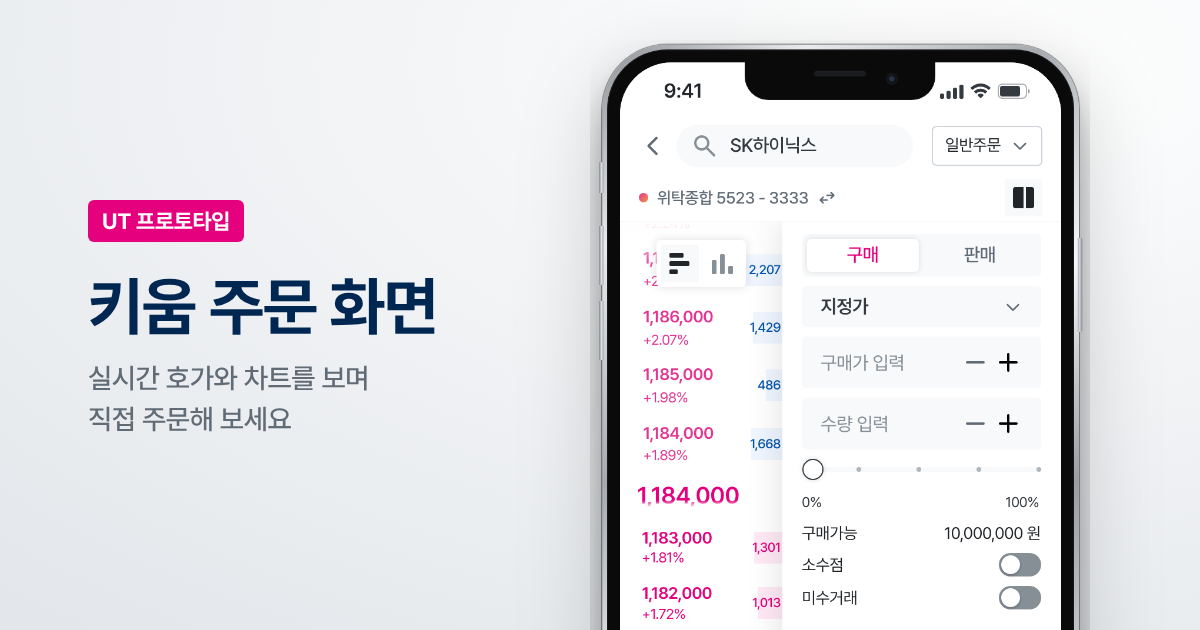 UT 프로토타입
키움 주문 화면
실시간 호가와 차트를 보며
직접 주문해 보세요
9:41
SK하이닉스
일반주문
위탁종합 5523 - 3333
2,207
1,186,000
+2.07%
1,429
1,185,000
+1.98%
486
1,184,000
+1.89%
1,668
1,184,000
1,183,000
+1.81%
1,301
1,182,000
+1.72%
1,013
구매
판매
지정가
구매가 입력
수량 입력
0%
100%
구매가능
10,000,000 원
소수점
미수거래